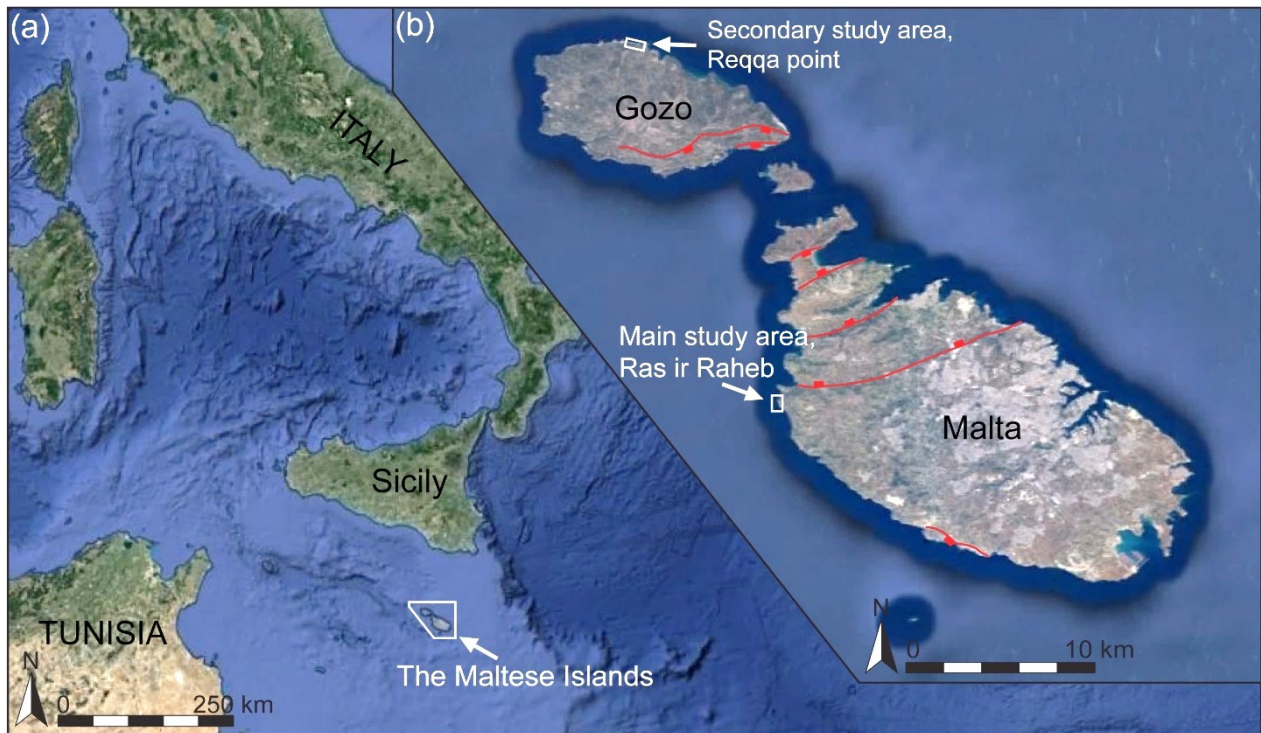 (a)
ITALY
Sicily
TUNISIA
The Maltese Islands
N
0 250 km
(b)
Secondary study area,
Reqqa point
Gozo
Main study area,
Ras ir Raheb
Malta
N
0 10 km